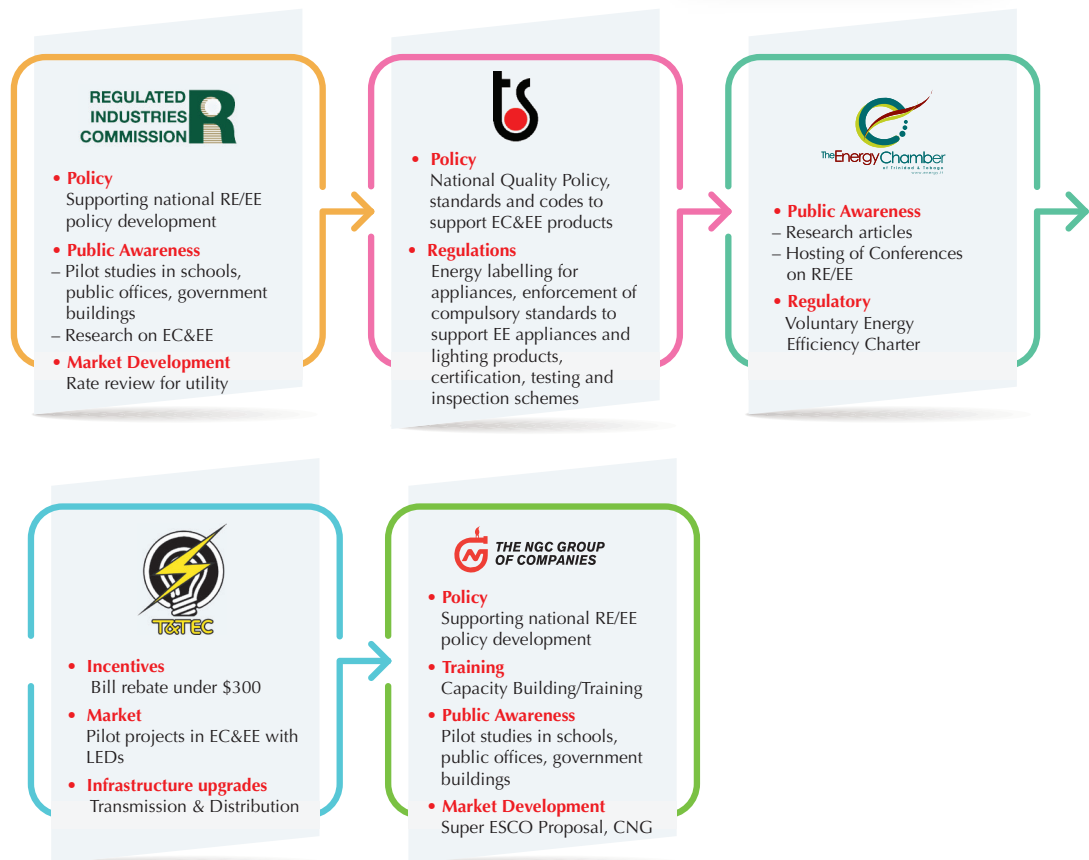 REGULATED
INDUSTRIES
COMMISSION
• Policy
Supporting national RE/EE
policy development
• Public Awareness
– Pilot studies in schools,
public offices, government
buildings
– Research on EC&EE
• Market Development
Rate review for utility
ts
• Policy
National Quality Policy,
standards and codes to
support EC&EE products
• Regulations
Energy labelling for
appliances, enforcement of
compulsory standards to
support EE appliances and
lighting products,
certification, testing and
inspection schemes
The EnergyChamber
of Trinidad & Tobago
• Public Awareness
– Research articles
– Hosting of Conferences
on RE/EE
• Regulatory
Voluntary Energy
Efficiency Charter
T&TEC
• Incentives
Bill rebate under $300
• Market
Pilot projects in EC&EE with
LEDs
• Infrastructure upgrades
Transmission & Distribution
THE NGC GROUP
OF COMPANIES
• Policy
Supporting national RE/EE
policy development
• Training
Capacity Building/Training
• Public Awareness
Pilot studies in schools,
public offices, government
buildings
• Market Development
Super ESCO Proposal, CNG